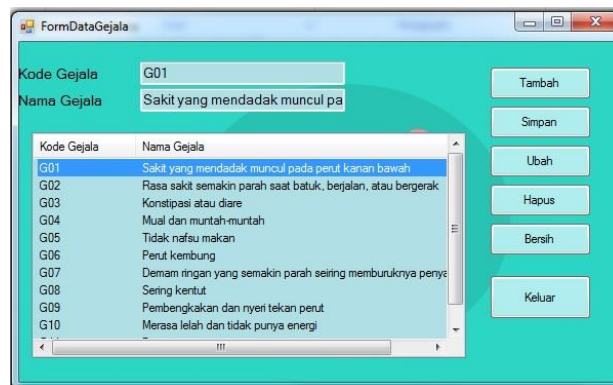 FormDataGejala
Kode Gejala
G01
Nama Gejala
Sakit yang mendadak muncul pa
Tambah
Simpan
Ubah
Hapus
Bersih
Keluar
Kode Gejala Nama Gejala
G01 Sakit yang mendadak muncul pada perut kanan bawah
G02 Rasa sakit semakin parah saat batuk, berjalan, atau bergerak
G03 Konstipasi atau diare
G04 Mual dan muntah-muntah
G05 Tidak nafsu makan
G06 Perut kembung
G07 Demam ringan yang semakin parah seiring memburuknya penya
G08 Sering kentut
G09 Pembengkakan dan nyeri tekan perut
G10 Merasa lelah dan tidak punya energi